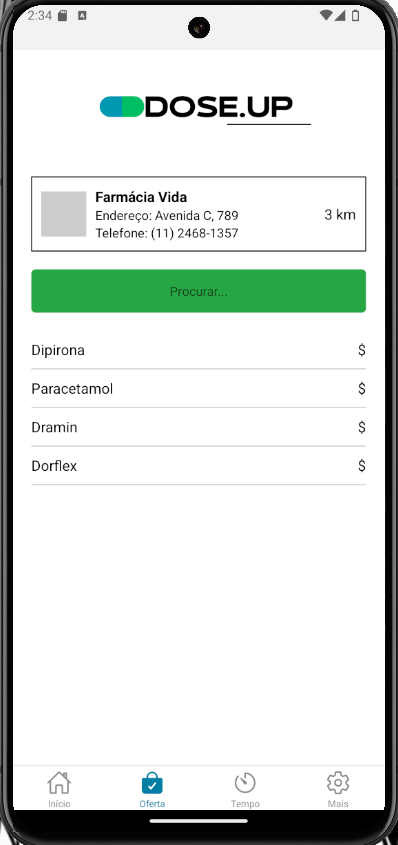 2:34
DOSE.UP
Farmácia Vida
Endereço: Avenida C, 789
Telefone: (11) 2468-1357
3 km
Procurar...
Dipirona $
Paracetamol $
Dramin $
Dorflex $
Início Oferta Tempo Mais